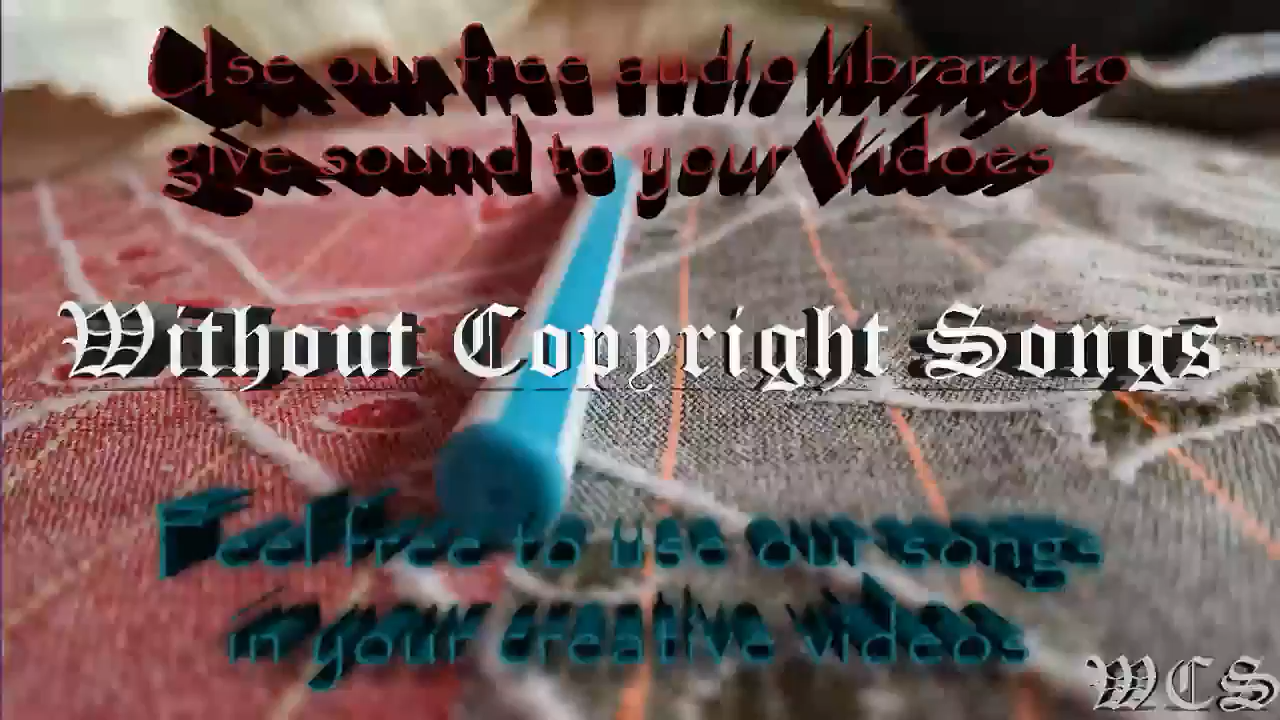 Use our free audio library to
give sound to your Vidoes
Without Copyright Songs
Feel free to use our songs
in your creative videos
WCS